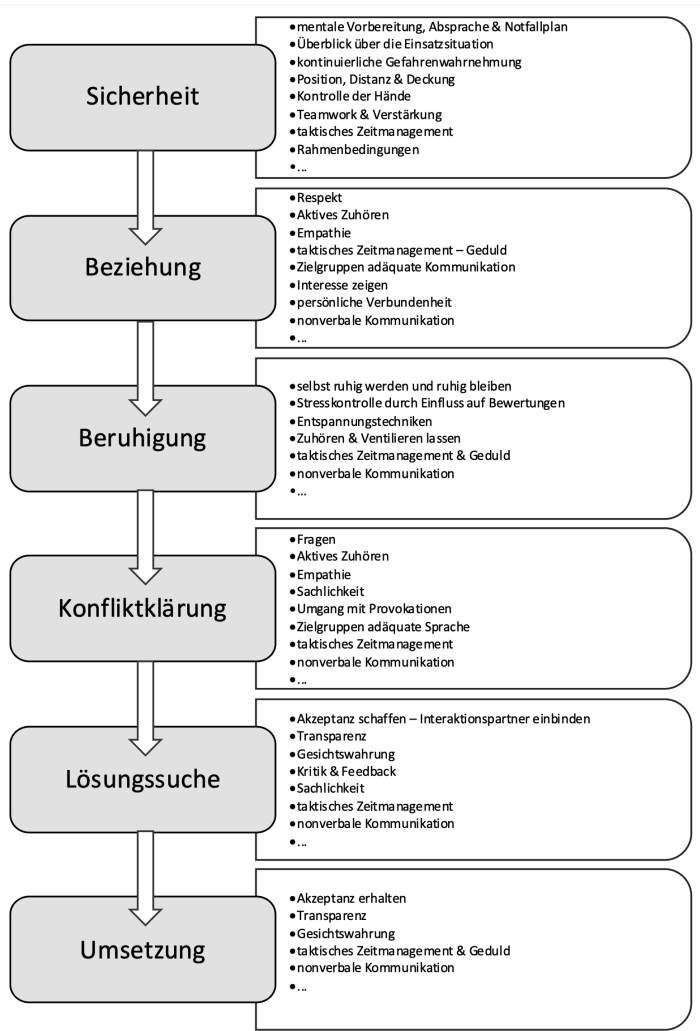 Sicherheit
•mentale Vorbereitung, Absprache & Notfallplan
•Überblick über die Einsatzsituation
•kontinuierliche Gefahrenwahrnehmung
•Position, Distanz & Deckung
•Kontrolle der Hände
•Teamwork & Verstärkung
•taktisches Zeitmanagement
•Rahmenbedingungen
•...
Beziehung
•Respekt
•Aktives Zuhören
•Empathie
•taktisches Zeitmanagement – Geduld
•Zielgruppen adäquate Kommunikation
•Interesse zeigen
•persönliche Verbundenheit
•nonverbale Kommunikation
•...
Beruhigung
•selbst ruhig werden und ruhig bleiben
•Stresskontrolle durch Einfluss auf Bewertungen
•Entspannungstechniken
•Zuhören & Ventilieren lassen
•taktisches Zeitmanagement & Geduld
•nonverbale Kommunikation
•...
Konfliktklärung
•Fragen
•Aktives Zuhören
•Empathie
•Sachlichkeit
•Umgang mit Provokationen
•Zielgruppen adäquate Sprache
•taktisches Zeitmanagement
•nonverbale Kommunikation
•...
Lösungssuche
•Akzeptanz schaffen – Interaktionspartner einbinden
•Transparenz
•Gesichtswahrung
•Kritik & Feedback
•Sachlichkeit
•taktisches Zeitmanagement
•nonverbale Kommunikation
•...
Umsetzung
•Akzeptanz erhalten
•Transparenz
•Gesichtswahrung
•taktisches Zeitmanagement & Geduld
•nonverbale Kommunikation
•...